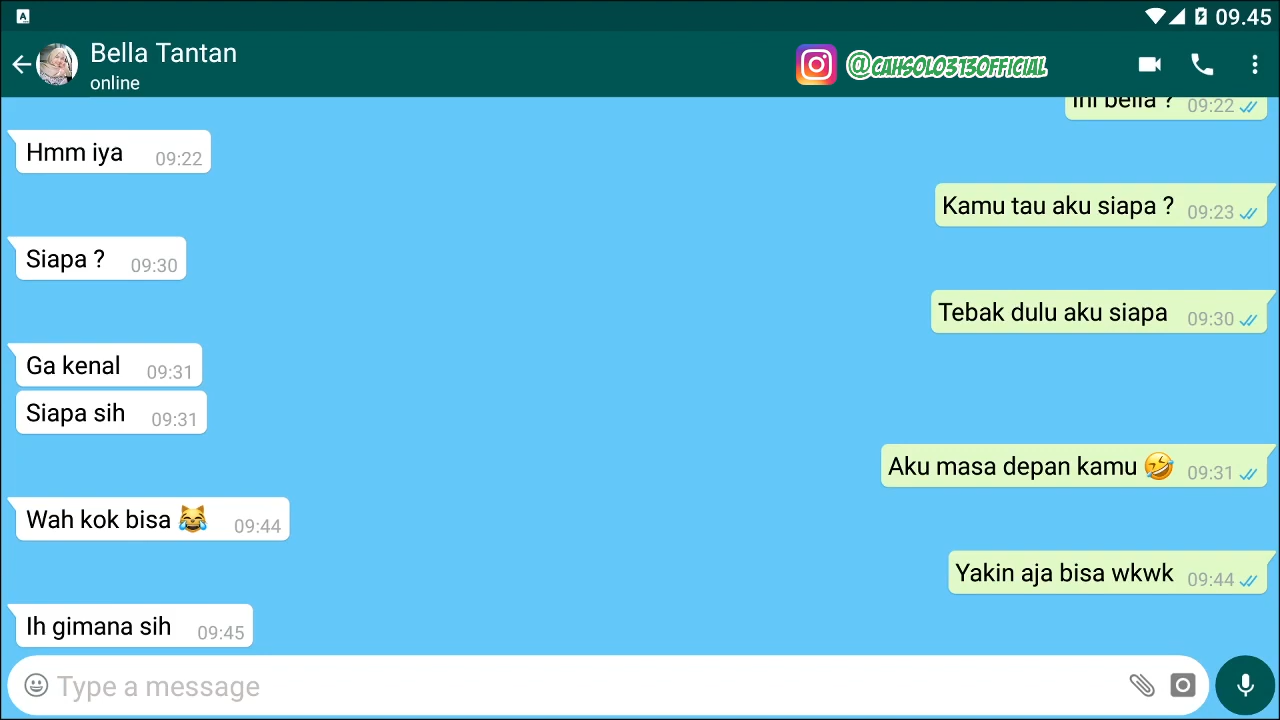 A
09.45
Bella Tantan
online
@CAHSOLO313OFFICIAL
Ini bella ? 09:22
Hmm iya 09:22
Kamu tau aku siapa ? 09:23
Siapa ? 09:30
Tebak dulu aku siapa 09:30
Ga kenal 09:31
Siapa sih 09:31
Aku masa depan kamu 🤣 09:31
Wah kok bisa 😹 09:44
Yakin aja bisa wkwk 09:44
Ih gimana sih 09:45
Type a message